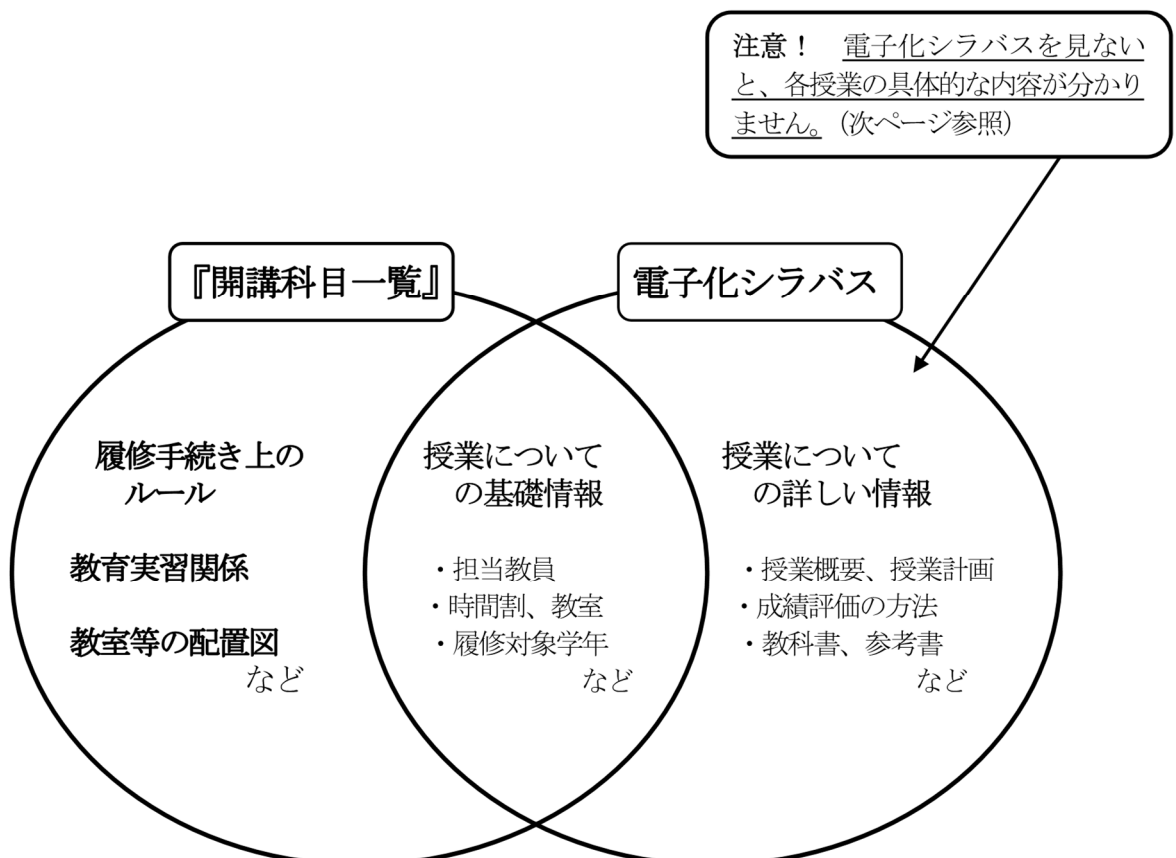 注意！　電子化シラバスを見ない
と、各授業の具体的な内容が分かり
ません。（次ページ参照）
『開講科目一覧』
電子化シラバス
履修手続き上の
ルール
教育実習関係
教室等の配置図
など
授業について
の基礎情報
・担当教員
・時間割、教室
・履修対象学年
など
授業について
の詳しい情報
・授業概要、授業計画
・成績評価の方法
・教科書、参考書
など